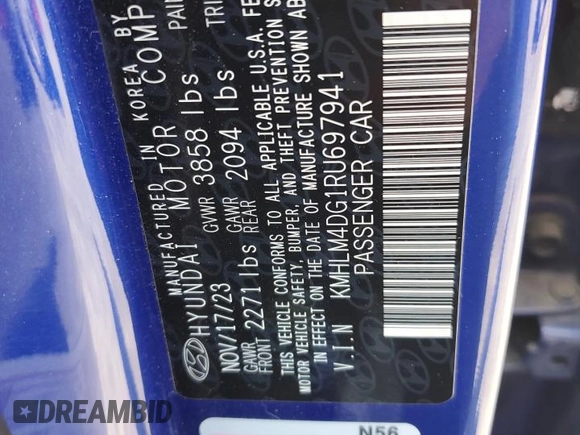 MANUFACTURED IN KOREA BY
HYUNDAI MOTOR COMP
NOV/17/23 GVWR 3858 lbs PAI
GAWR FRONT 2271 lbs GAWR REAR 2094 lbs TRI
THIS VEHICLE CONFORMS TO ALL APPLICABLE U.S.A. FE
MOTOR VEHICLE SAFETY, BUMPER, AND THEFT PREVENTION S
IN EFFECT ON THE DATE OF MANUFACTURE SHOWN AB
V.I.N KMHLM4DG1RU697941
PASSENGER CAR
N56
DREAMBID